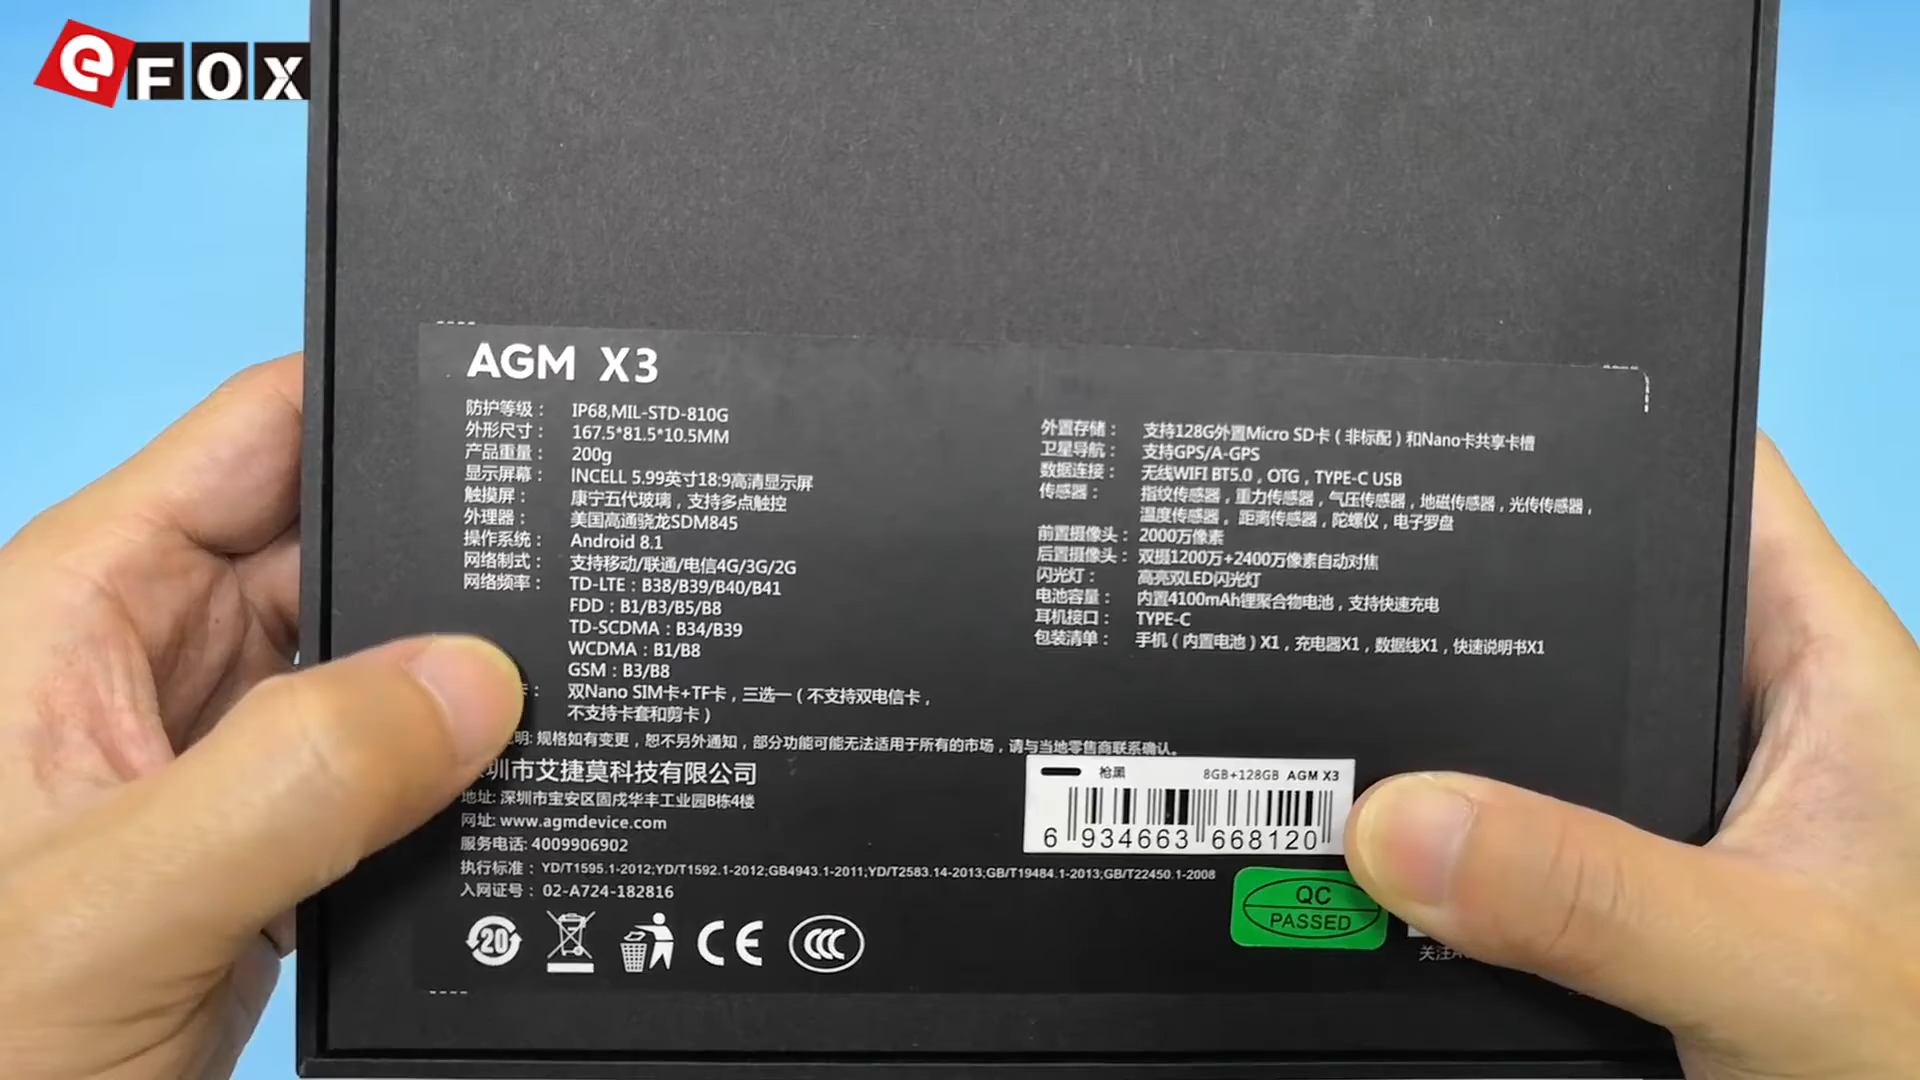 eFOX
AGM X3
防护等级： IP68,MIL-STD-810G
外形尺寸： 167.5*81.5*10.5MM
产品重量： 200g
显示屏幕： INCELL 5.99英寸18:9高清显示屏
触摸屏： 康宁五代玻璃，支持多点触控
外理器： 美国高通骁龙SDM845
操作系统： Android 8.1
网络制式： 支持移动/联通/电信4G/3G/2G
网络频率： TD-LTE：B38/B39/B40/B41
FDD：B1/B3/B5/B8
TD-SCDMA：B34/B39
WCDMA：B1/B8
GSM：B3/B8
双Nano SIM卡+TF卡，三选一（不支持双电信卡，
不支持卡套和剪卡）
外置存储： 支持128G外置Micro SD卡（非标配）和Nano卡共享卡槽
卫星导航： 支持GPS/A-GPS
数据连接： 无线WIFI BT5.0，OTG，TYPE-C USB
传感器： 指纹传感器，重力传感器，气压传感器，地磁传感器，光传传感器，
温度传感器，距离传感器，陀螺仪，电子罗盘
前置摄像头： 2000万像素
后置摄像头： 双摄1200万+2400万像素自动对焦
闪光灯： 高亮双LED闪光灯
电池容量： 内置4100mAh锂聚合物电池，支持快速充电
耳机接口： TYPE-C
包装清单： 手机（内置电池）X1，充电器X1，数据线X1，快速说明书X1
明: 规格如有变更，恕不另外通知，部分功能可能无法适用于所有的市场，请与当地零售商联系确认。
圳市艾捷莫科技有限公司
地址: 深圳市宝安区固戍华丰工业园B栋4楼
网址: www.agmdevice.com
服务电话: 4009906902
执行标准： YD/T1595.1-2012;YD/T1592.1-2012;GB4943.1-2011;YD/T2583.14-2013;GB/T19484.1-2013;GB/T22450.1-2008
入网证号： 02-A724-182816
枪黑 8GB+128GB AGM X3
6 934663 668120
QC
PASSED
20
CE
CCC
关注A